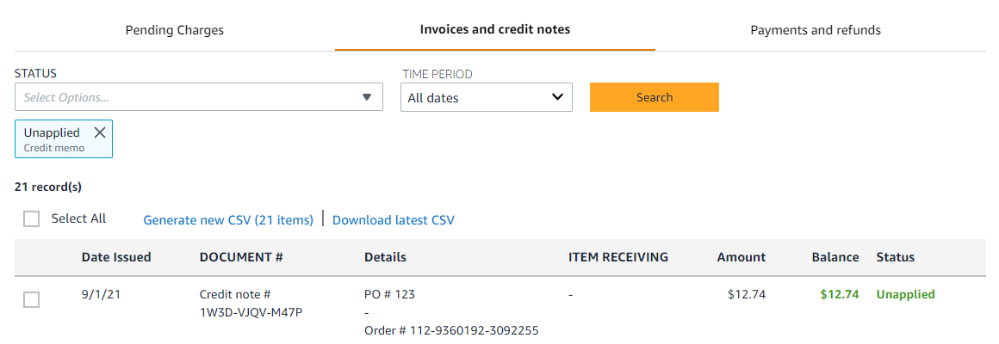 Pending Charges Invoices and credit notes Payments and refunds
STATUS TIME PERIOD
Select Options... All dates Search
Unapplied
Credit memo
21 record(s)
Select All Generate new CSV (21 items) | Download latest CSV
Date Issued DOCUMENT # Details ITEM RECEIVING Amount Balance Status
9/1/21 Credit note # PO # 123 - $12.74 $12.74 Unapplied
1W3D-VJQV-M47P -
Order # 112-9360192-3092255